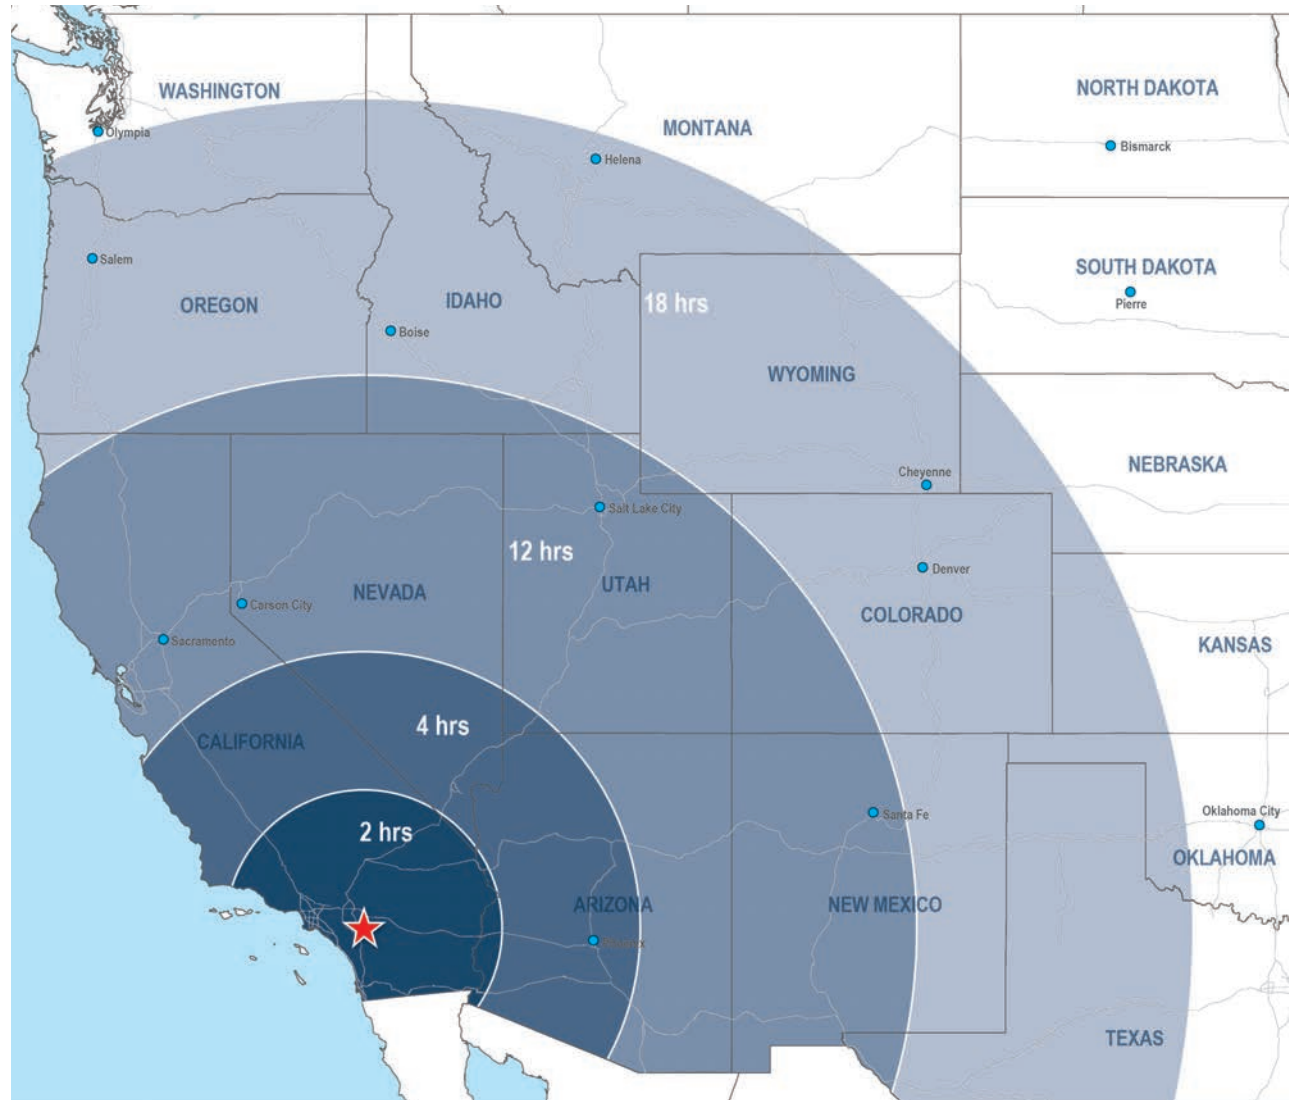 WASHINGTON
NORTH DAKOTA
MONTANA
Olympia
Bismarck
Helena
Salem
SOUTH DAKOTA
OREGON
IDAHO
18 hrs
Pierre
Boise
WYOMING
NEBRASKA
Cheyenne
Salt Lake City
12 hrs
Denver
UTAH
NEVADA
Carson City
COLORADO
Sacramento
KANSAS
4 hrs
CALIFORNIA
2 hrs
Santa Fe
Oklahoma City
OKLAHOMA
ARIZONA
NEW MEXICO
Phoenix
TEXAS